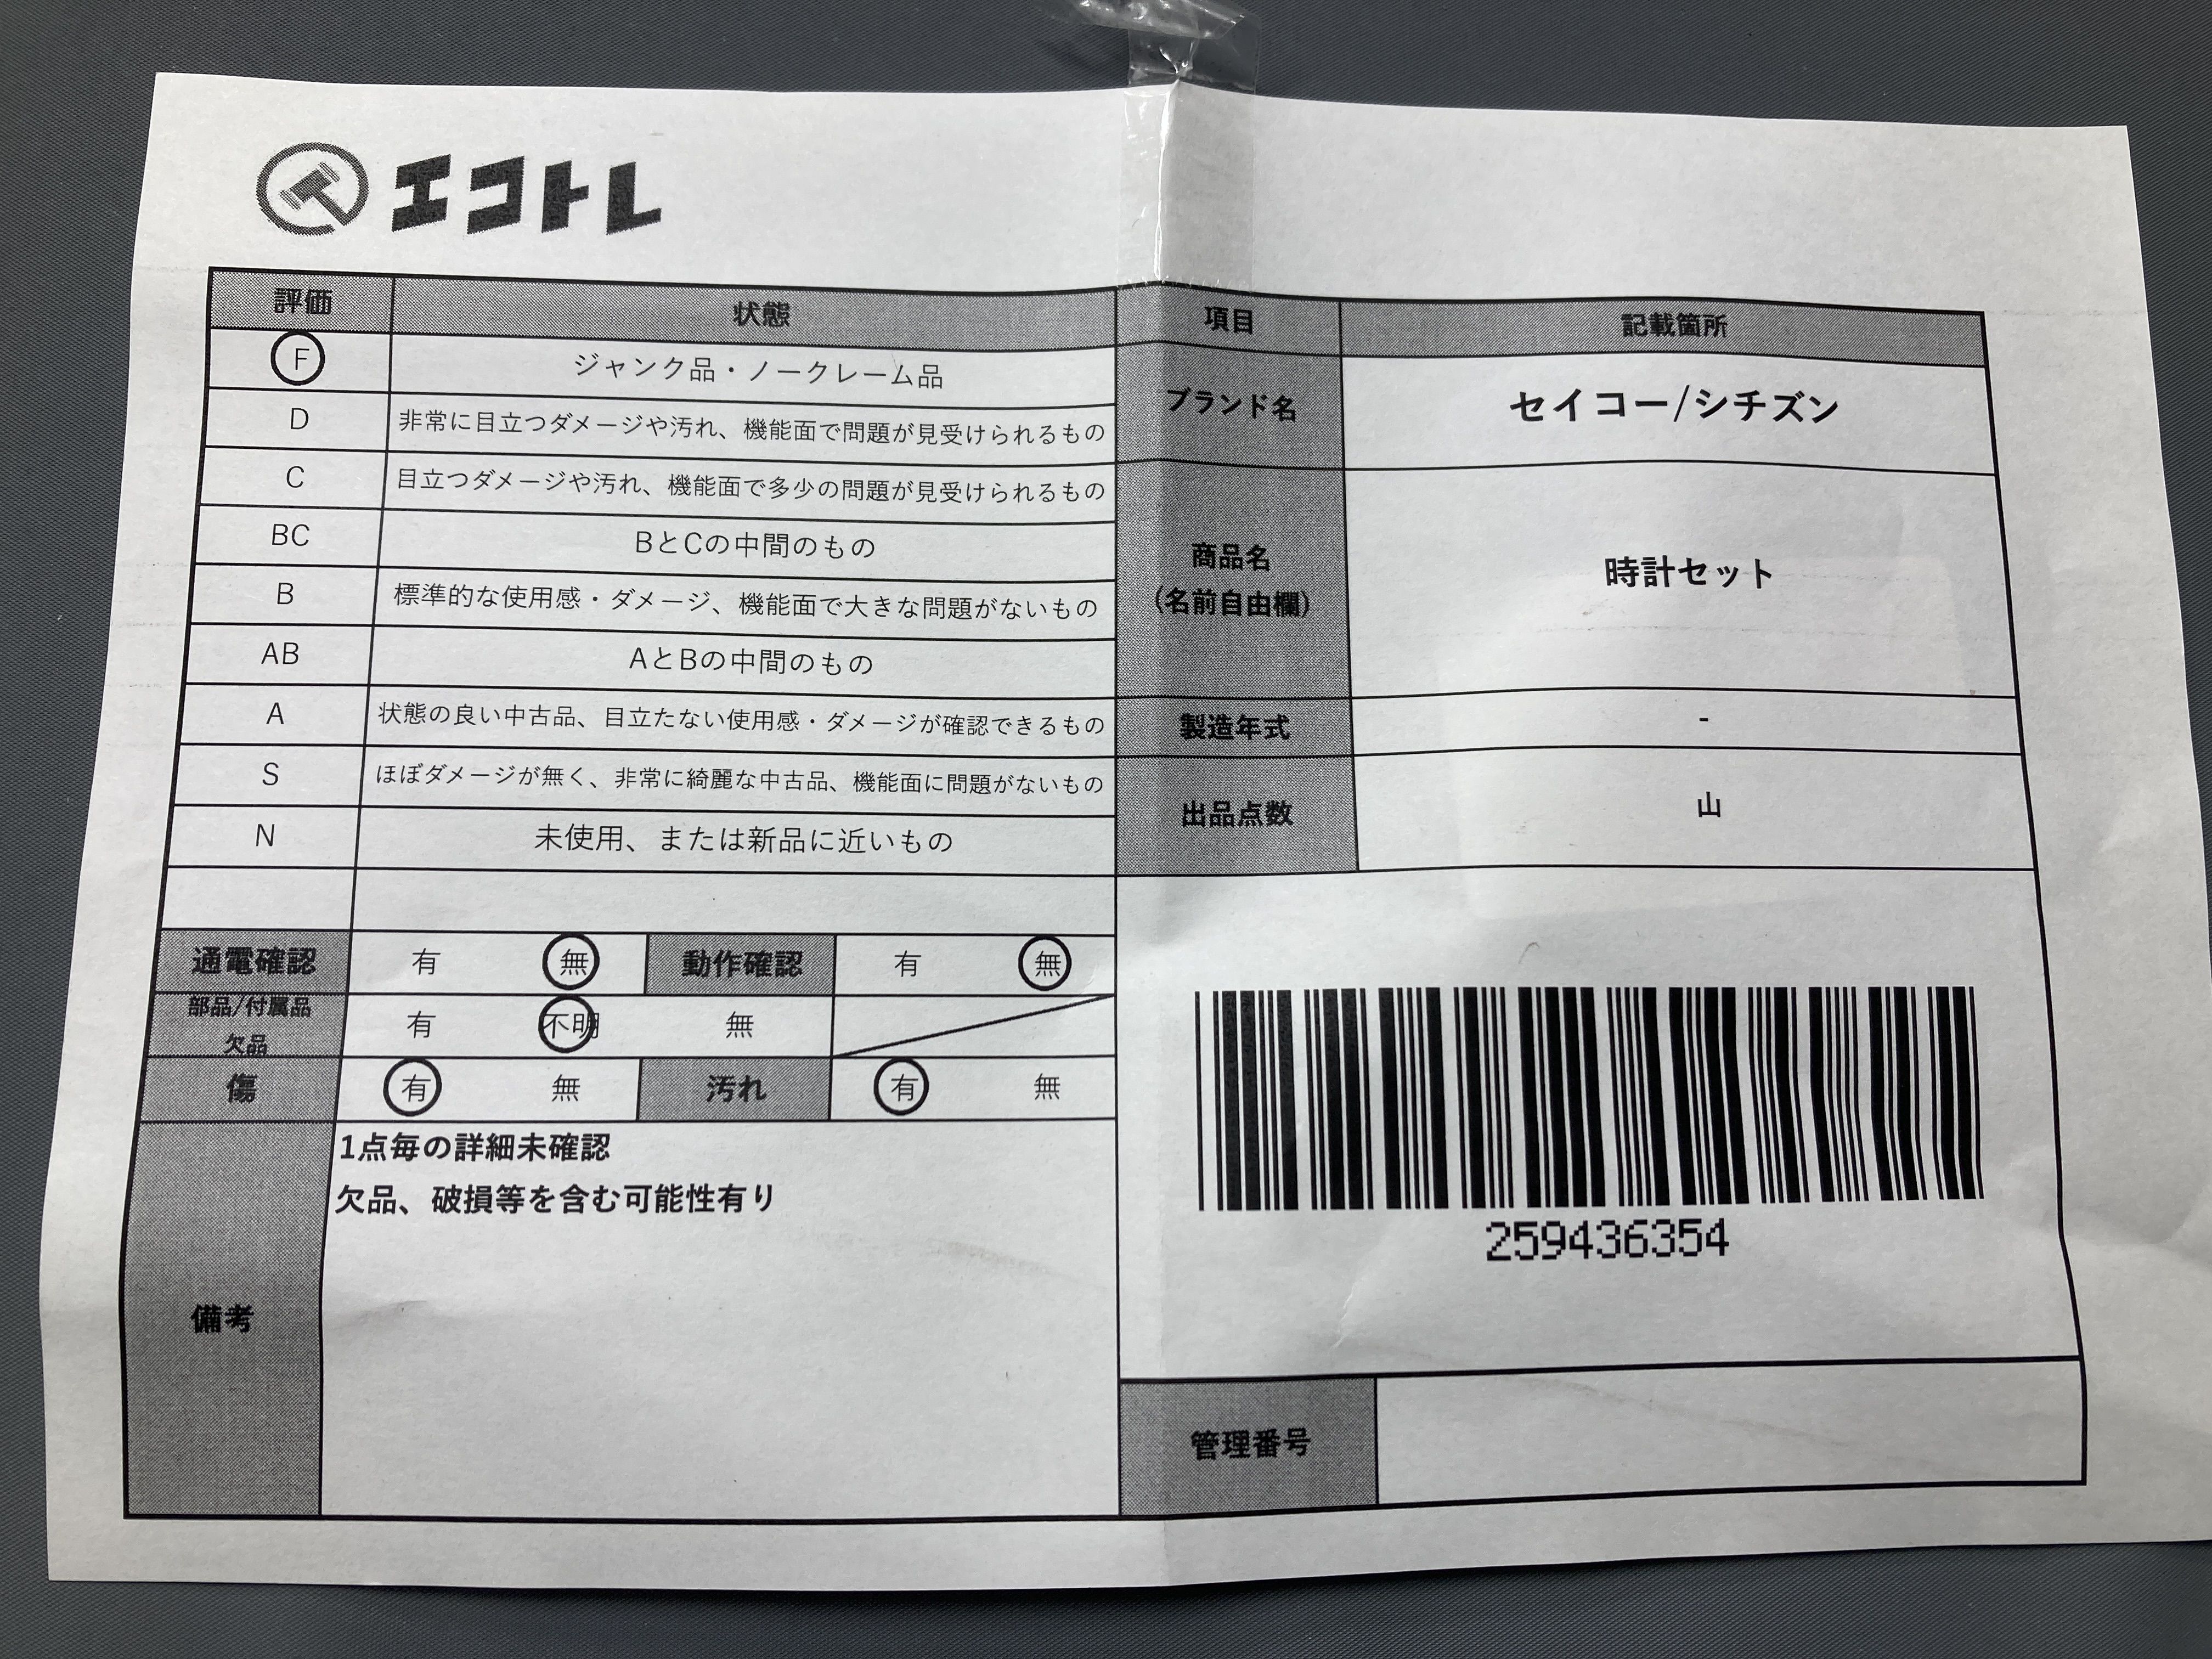 エコトレ
評価 状態
F ジャンク品・ノークレーム品
D 非常に目立つダメージや汚れ、機能面で問題が見受けられるもの
C 目立つダメージや汚れ、機能面で多少の問題が見受けられるもの
BC BとCの中間のもの
B 標準的な使用感・ダメージ、機能面で大きな問題がないもの
AB AとBの中間のもの
A 状態の良い中古品、目立たない使用感・ダメージが確認できるもの
S ほぼダメージが無く、非常に綺麗な中古品、機能面に問題がないもの
N 未使用、または新品に近いもの
通電確認 有 無 動作確認 有 無
部品/付属品
欠品 有 不明 無
傷 有 無 汚れ 有 無
備考
1点毎の詳細未確認
欠品、破損等を含む可能性有り
項目 記載箇所
ブランド名 セイコー/シチズン
商品名
(名前自由欄)
時計セット
製造年式 -
出品点数 山
259436354
管理番号